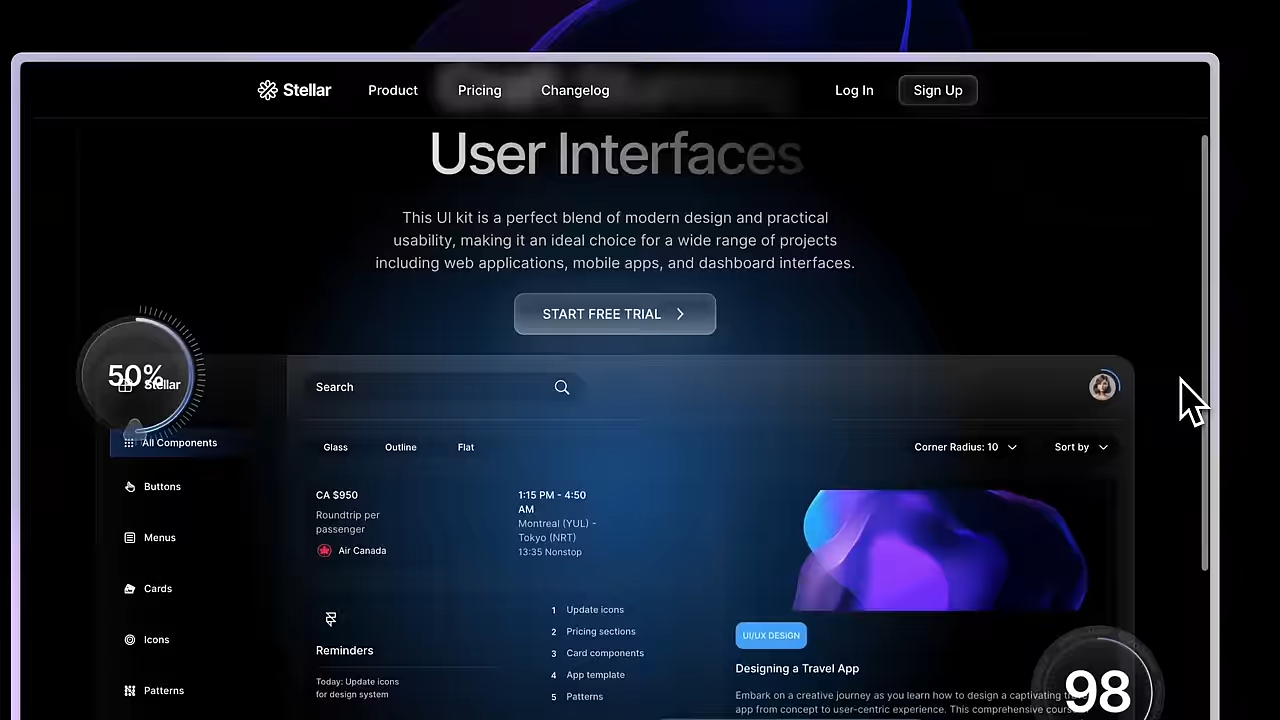 Stellar
Product
Pricing
Changelog
Log In
Sign Up
User Interfaces
This UI kit is a perfect blend of modern design and practical
usability, making it an ideal choice for a wide range of projects
including web applications, mobile apps, and dashboard interfaces.
START FREE TRIAL
50%
Stellar
Search
All Components
Glass
Outline
Flat
Corner Radius: 10
Sort by
Buttons
Menus
Cards
Icons
Patterns
CA $950
Roundtrip per
passenger
Air Canada
1:15 PM - 4:50
AM
Montreal (YUL) -
Tokyo (NRT)
13:35 Nonstop
Reminders
Today: Update icons
for design system
1 Update icons
2 Pricing sections
3 Card components
4 App template
5 Patterns
UI/UX DESIGN
Designing a Travel App
Embark on a creative journey as you learn how to design a captivating
app from concept to user-centric experience. This comprehensive
98